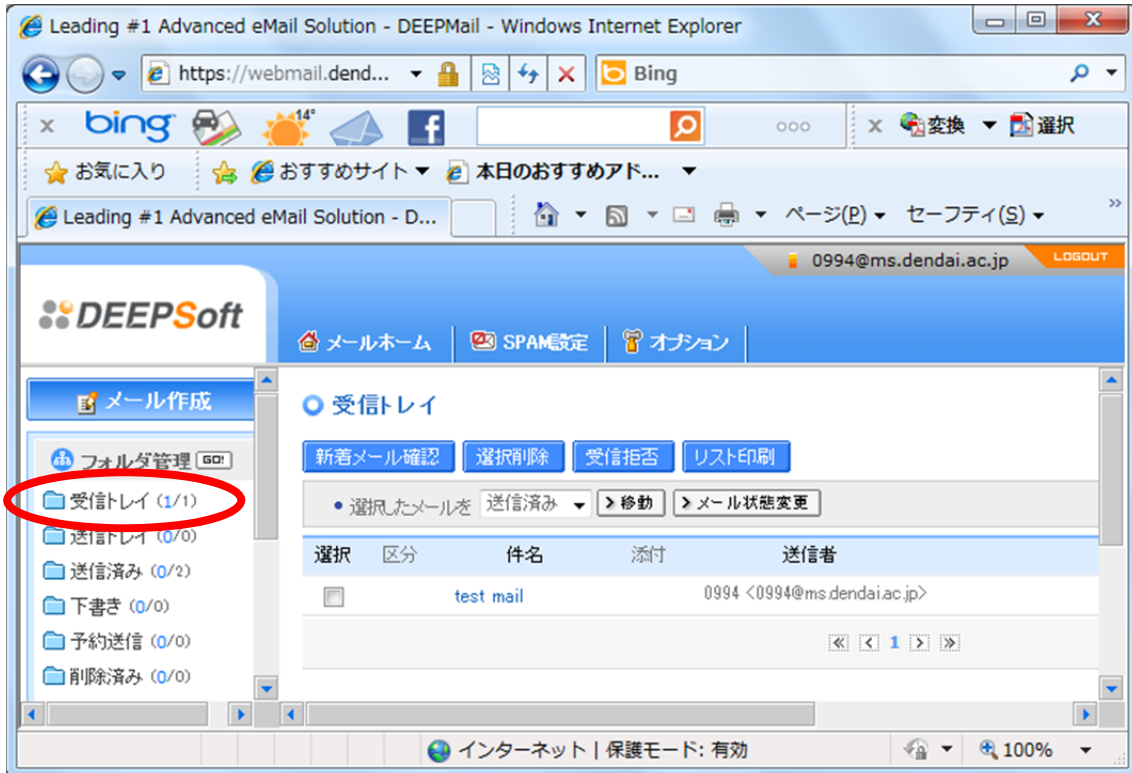 Leading #1 Advanced eMail Solution - DEEPMail - Windows Internet Explorer
https://webmail.dend...
Bing
bing 14° f ooo 変換 選択
お気に入り おすすめサイト 本日のおすすめアド...
Leading #1 Advanced eMail Solution - D... ページ(P) セーフティ(S) »
0994@ms.dendai.ac.jp LOGOUT
DEEPSoft
メールホーム SPAM設定 オプション
メール作成
フォルダ管理 GO!
受信トレイ (1/1)
送信トレイ (0/0)
送信済み (0/2)
下書き (0/0)
予約送信 (0/0)
削除済み (0/0)
受信トレイ
新着メール確認 選択削除 受信拒否 リスト印刷
選択したメールを 送信済み 移動 メール状態変更
選択 区分 件名 添付 送信者
test mail 0994 <0994@ms.dendai.ac.jp>
1
インターネット | 保護モード: 有効 100%